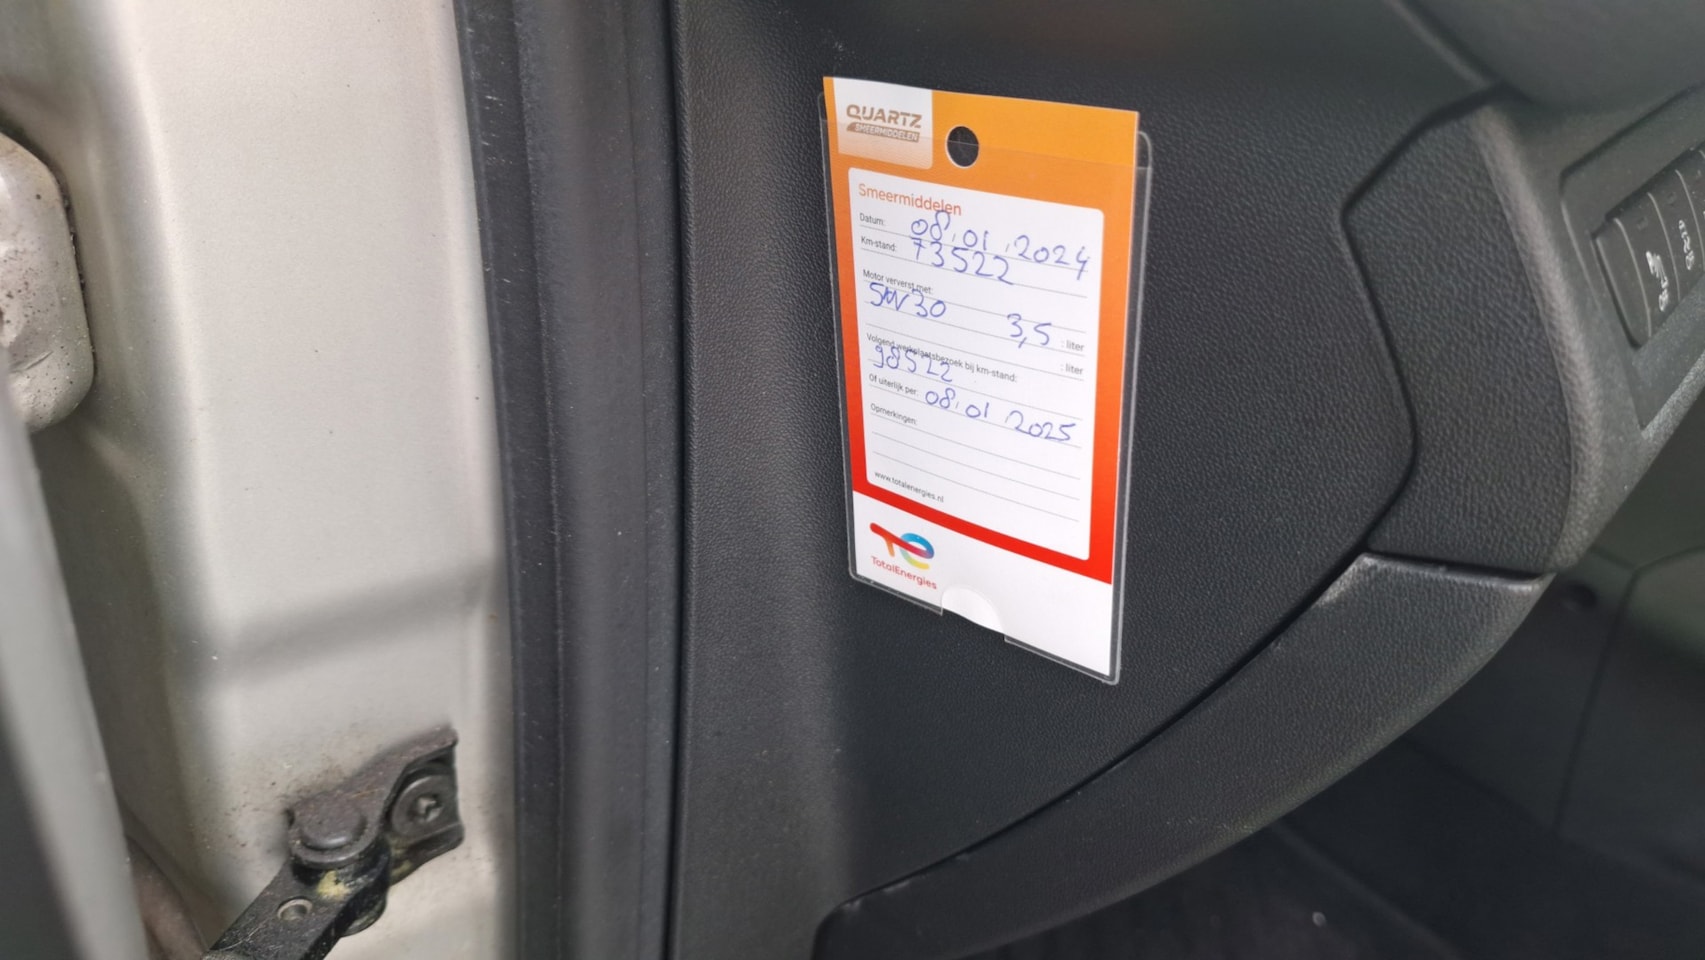 QUARTZ
SMEERMIDDELEN
Smeermiddelen
Datum: 08.01.2024
Km-stand: 73522
Motor ververst met:
5W30 3,5 : liter
: liter
Volgend werkplaatsbezoek bij km-stand:
98522
Of uiterlijk per: 08.01 2025
Opmerkingen:
www.totalenergies.nl
TotalEnergies